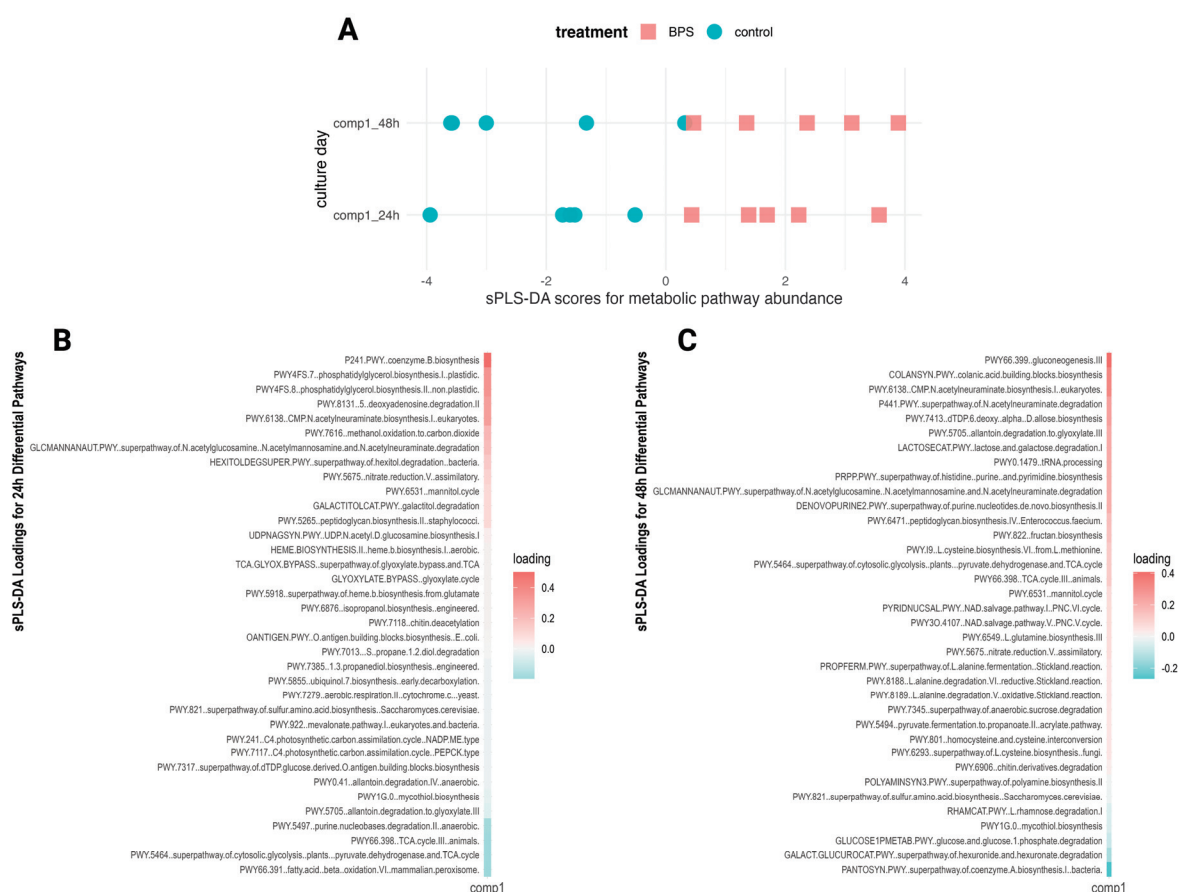 A
treatment BPS control
culture day
comp1_48h
comp1_24h
-4 -2 0 2 4
sPLS-DA scores for metabolic pathway abundance
B
sPLS-DA Loadings for 24h Differential Pathways
P241.PWY..coenzyme.B.biosynthesis
PWY4FS.7..phosphatidylglycerol.biosynthesis.I..plastidic.
PWY4FS.8..phosphatidylglycerol.biosynthesis.II..non.plastidic.
PWY.8131..5..deoxyadenosine.degradation.II
PWY.6138..CMP.N.acetylneuraminate.biosynthesis.I..eukaryotes.
PWY.7616..methanol.oxidation.to.carbon.dioxide
GLCMANNANAUT.PWY..superpathway.of.N.acetylglucosamine..N.acetylmannosamine.and.N.acetylneuraminate.degradation
HEXITOLDEGSUPER.PWY..superpathway.of.hexitol.degradation..bacteria.
PWY.5675..nitrate.reduction.V..assimilatory.
PWY.6531..mannitol.cycle
GALACTITOLCAT.PWY..galactitol.degradation
PWY.5265..peptidoglycan.biosynthesis.II..staphylococci.
UDPNAGSYN.PWY..UDP.N.acetyl.D.glucosamine.biosynthesis.I
HEME.BIOSYNTHESIS.II..heme.b.biosynthesis.I..aerobic.
TCA.GLYOX.BYPASS..superpathway.of.glyoxylate.bypass.and.TCA
GLYOXYLATE.BYPASS..glyoxylate.cycle
PWY.5918..superpathway.of.heme.b.biosynthesis.from.glutamate
PWY.6876..isopropanol.biosynthesis..engineered.
PWY.7118..chitin.deacetylation
OANTIGEN.PWY..O.antigen.building.blocks.biosynthesis..E..coli.
PWY.7013..S..propane.1.2.diol.degradation
PWY.7385..1.3.propanediol.biosynthesis..engineered.
PWY.5855..ubiquinol.7.biosynthesis..early.decarboxylation.
PWY.7279..aerobic.respiration.II..cytochrome.c...yeast.
PWY.821..superpathway.of.sulfur.amino.acid.biosynthesis..Saccharomyces.cerevisiae.
PWY.922..mevalonate.pathway.I..eukaryotes.and.bacteria.
PWY.241..C4.photosynthetic.carbon.assimilation.cycle..NADP.ME.type
PWY.7117..C4.photosynthetic.carbon.assimilation.cycle..PEPCK.type
PWY.7317..superpathway.of.dTDP.glucose.derived.O.antigen.building.blocks.biosynthesis
PWY0.41..allantoin.degradation.IV..anaerobic.
PWY1G.0..mycothiol.biosynthesis
PWY.5705..allantoin.degradation.to.glyoxylate.III
PWY.5497..purine.nucleobases.degradation.II..anaerobic.
PWY66.398..TCA.cycle.III..animals.
PWY.5464..superpathway.of.cytosolic.glycolysis..plants...pyruvate.dehydrogenase.and.TCA.cycle
PWY66.391..fatty.acid..beta..oxidation.VI..mammalian.peroxisome.
comp1
loading
0.4
0.2
0.0
C
sPLS-DA Loadings for 48h Differential Pathways
PWY66.399..gluconeogenesis.III
COLANSYN.PWY..colanic.acid.building.blocks.biosynthesis
PWY.6138..CMP.N.acetylneuraminate.biosynthesis.I..eukaryotes.
P441.PWY..superpathway.of.N.acetylneuraminate.degradation
PWY.7413..dTDP.6.deoxy..alpha..D.allose.biosynthesis
PWY.5705..allantoin.degradation.to.glyoxylate.III
LACTOSECAT.PWY..lactose.and.galactose.degradation.I
PWY0.1479..tRNA.processing
PRPP.PWY..superpathway.of.histidine..purine..and.pyrimidine.biosynthesis
GLCMANNANAUT.PWY..superpathway.of.N.acetylglucosamine..N.acetylmannosamine.and.N.acetylneuraminate.degradation
DENOVOPURINE2.PWY..superpathway.of.purine.nucleotides.de.novo.biosynthesis.II
PWY.6471..peptidoglycan.biosynthesis.IV..Enterococcus.faecium.
PWY.822..fructan.biosynthesis
PWY.I9..L.cysteine.biosynthesis.VI..from.L.methionine.
PWY.5464..superpathway.of.cytosolic.glycolysis..plants...pyruvate.dehydrogenase.and.TCA.cycle
PWY66.398..TCA.cycle.III..animals.
PWY.6531..mannitol.cycle
PYRIDNUCSAL.PWY..NAD.salvage.pathway.I..PNC.VI.cycle.
PWY3O.4107..NAD.salvage.pathway.V..PNC.V.cycle.
PWY.6549..L.glutamine.biosynthesis.III
PWY.5675..nitrate.reduction.V..assimilatory.
PROPFERM.PWY..superpathway.of.L.alanine.fermentation..Stickland.reaction.
PWY.8188..L.alanine.degradation.VI..reductive.Stickland.reaction.
PWY.8189..L.alanine.degradation.V..oxidative.Stickland.reaction.
PWY.7345..superpathway.of.anaerobic.sucrose.degradation
PWY.5494..pyruvate.fermentation.to.propanoate.II..acrylate.pathway.
PWY.801..homocysteine.and.cysteine.interconversion
PWY.6293..superpathway.of.L.cysteine.biosynthesis..fungi.
PWY.6906..chitin.derivatives.degradation
POLYAMINSYN3.PWY..superpathway.of.polyamine.biosynthesis.II
PWY.821..superpathway.of.sulfur.amino.acid.biosynthesis..Saccharomyces.cerevisiae.
RHAMCAT.PWY..L.rhamnose.degradation.I
PWY1G.0..mycothiol.biosynthesis
GLUCOSE1PMETAB.PWY..glucose.and.glucose.1.phosphate.degradation
GALACT.GLUCUROCAT.PWY..superpathway.of.hexuronide.and.hexuronate.degradation
PANTOSYN.PWY..superpathway.of.coenzyme.A.biosynthesis.I..bacteria.
comp1
loading
0.4
0.2
0.0
-0.2